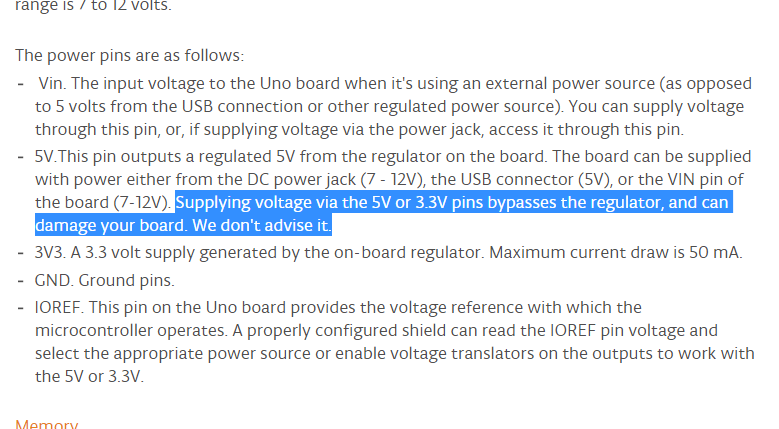 range is 7 to 12 volts.
The power pins are as follows:
- Vin. The input voltage to the Uno board when it's using an external power source (as opposed
to 5 volts from the USB connection or other regulated power source). You can supply voltage
through this pin, or, if supplying voltage via the power jack, access it through this pin.
- 5V.This pin outputs a regulated 5V from the regulator on the board. The board can be supplied
with power either from the DC power jack (7 - 12V), the USB connector (5V), or the VIN pin of
the board (7-12V). Supplying voltage via the 5V or 3.3V pins bypasses the regulator, and can
damage your board. We don't advise it.
- 3V3. A 3.3 volt supply generated by the on-board regulator. Maximum current draw is 50 mA.
- GND. Ground pins.
- IOREF. This pin on the Uno board provides the voltage reference with which the
microcontroller operates. A properly configured shield can read the IOREF pin voltage and
select the appropriate power source or enable voltage translators on the outputs to work with
the 5V or 3.3V.
Memory